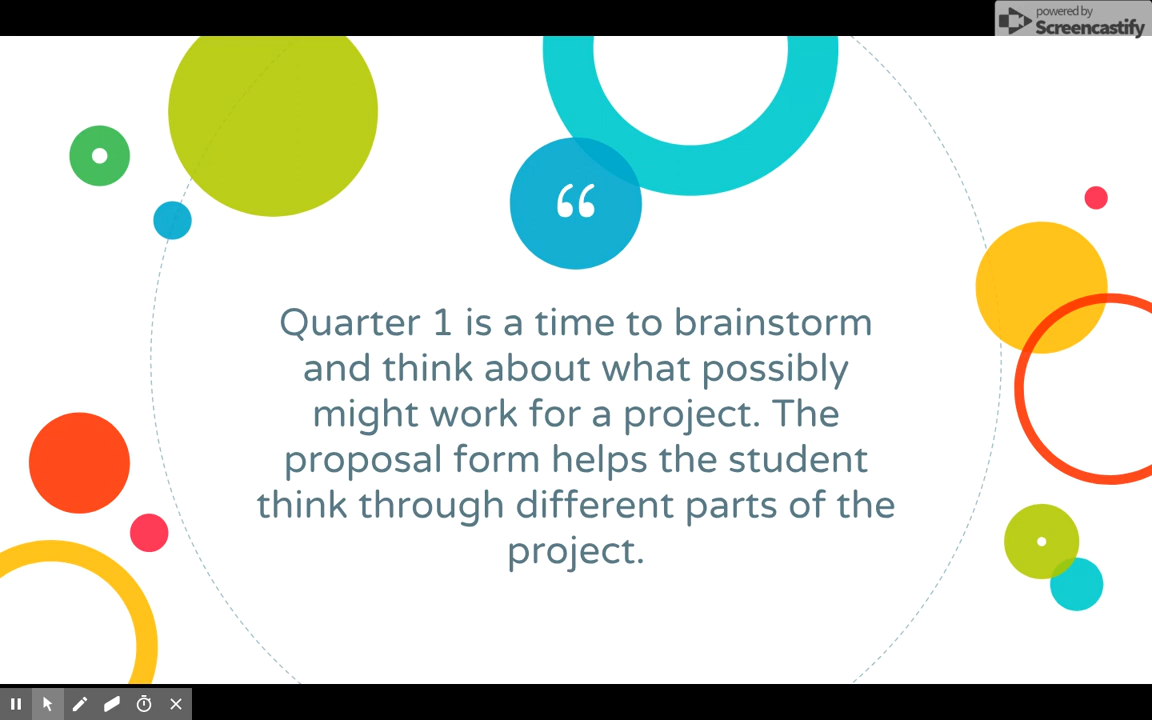 powered by
Screencastify
“
Quarter 1 is a time to brainstorm
and think about what possibly
might work for a project. The
proposal form helps the student
think through different parts of the
project.